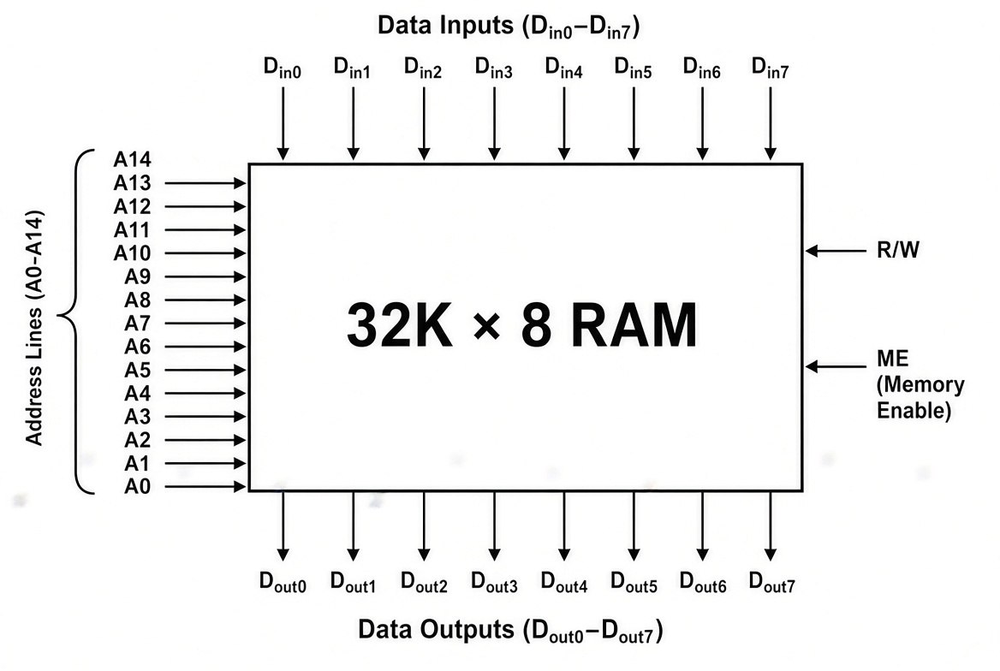 Data Inputs (Din0–Din7)
Din0 Din1 Din2 Din3 Din4 Din5 Din6 Din7
Address Lines (A0-A14)
A14
A13
A12
A11
A10
A9
A8
A7
A6
A5
A4
A3
A2
A1
A0
32K × 8 RAM
R/W
ME
(Memory
Enable)
Dout0 Dout1 Dout2 Dout3 Dout4 Dout5 Dout6 Dout7
Data Outputs (Dout0–Dout7)